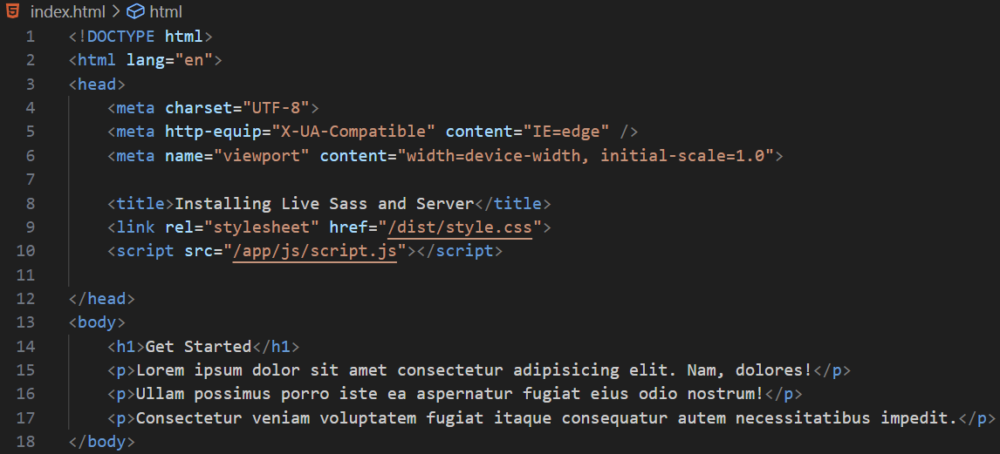 index.html > html
1 <!DOCTYPE html>
2 <html lang="en">
3 <head>
4     <meta charset="UTF-8">
5     <meta http-equip="X-UA-Compatible" content="IE=edge" />
6     <meta name="viewport" content="width=device-width, initial-scale=1.0">
7
8     <title>Installing Live Sass and Server</title>
9     <link rel="stylesheet" href="/dist/style.css">
10     <script src="/app/js/script.js"></script>
11
12 </head>
13 <body>
14     <h1>Get Started</h1>
15     <p>Lorem ipsum dolor sit amet consectetur adipisicing elit. Nam, dolores!</p>
16     <p>Ullam possimus porro iste ea aspernatur fugiat eius odio nostrum!</p>
17     <p>Consectetur veniam voluptatem fugiat itaque consequatur autem necessitatibus impedit.</p>
18 </body>